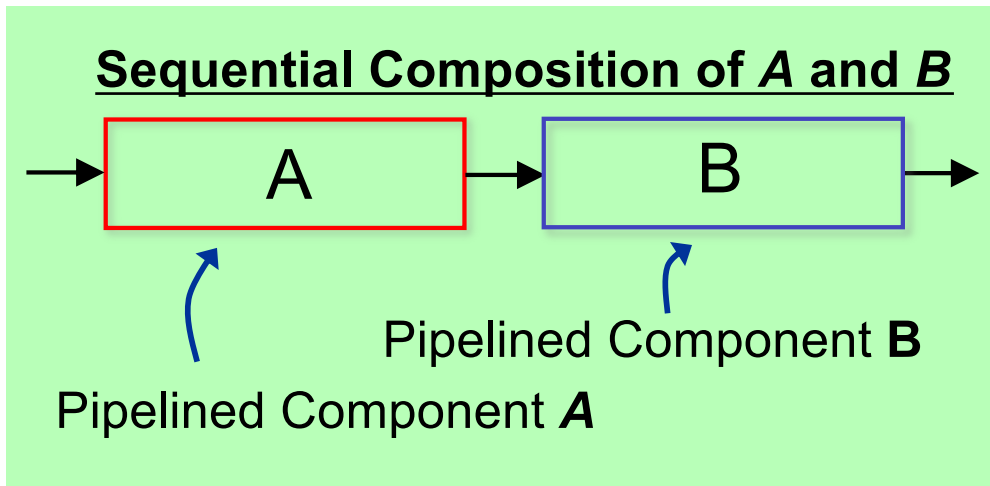 Sequential Composition of A and B
A
B
Pipelined Component B
Pipelined Component A